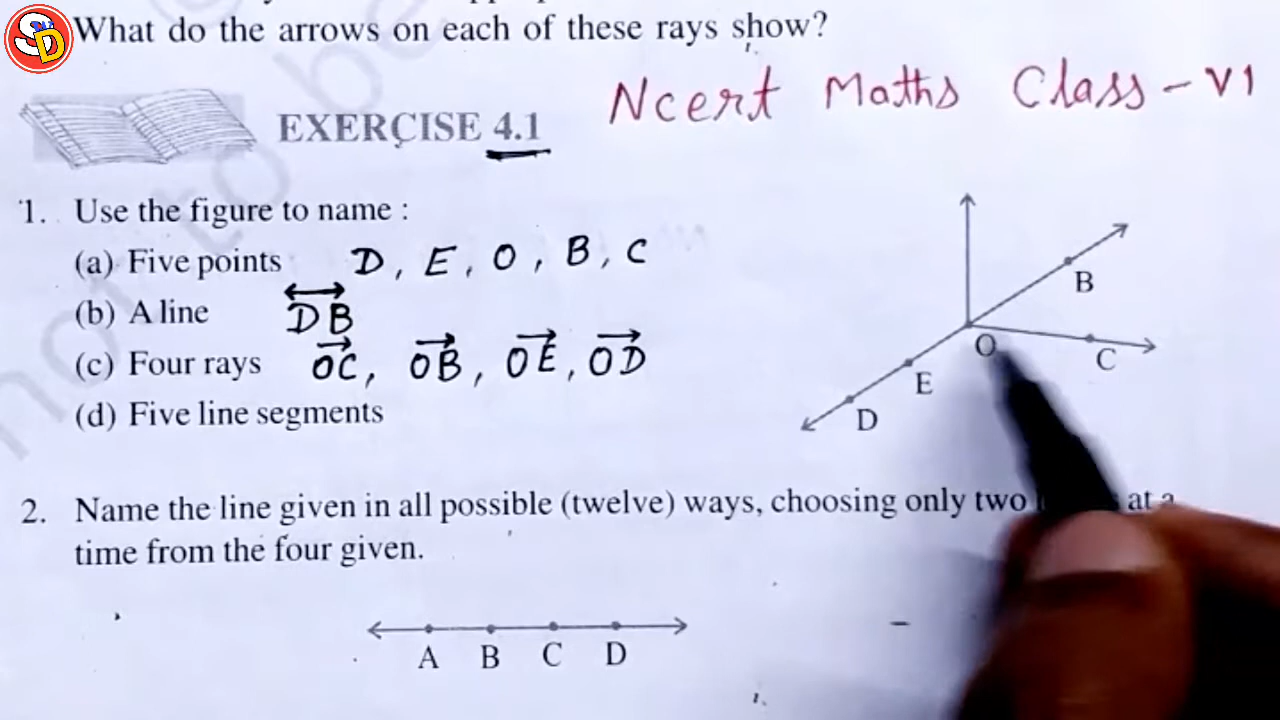 SD
What do the arrows on each of these rays show?
Ncert Maths Class - VI
EXERCISE 4.1
1. Use the figure to name :
(a) Five points D, E, O, B, C
(b) A line DB
(c) Four rays OC, OB, OE, OD
(d) Five line segments
B
O
C
E
D
2. Name the line given in all possible (twelve) ways, choosing only two at a
time from the four given.
A B C D